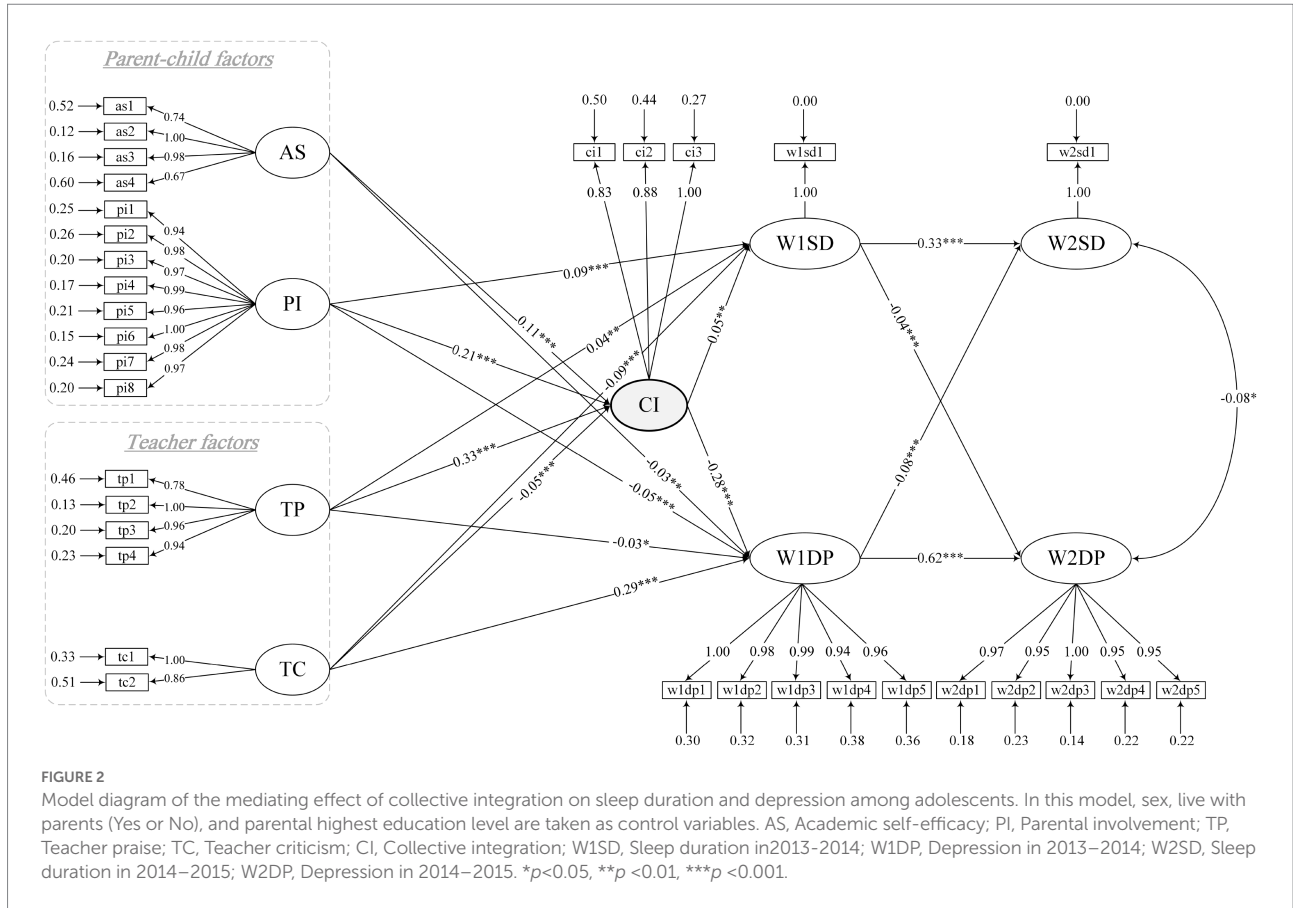 Parent-child factors
0.52 as1 0.74
0.12 as2 1.00
0.16 as3 0.98
0.60 as4 0.67
AS
0.25 pi1 0.94
0.26 pi2 0.98
0.20 pi3 0.97
0.17 pi4 0.99
0.21 pi5 0.96
0.15 pi6 1.00
0.24 pi7 0.98
0.20 pi8 0.97
PI
Teacher factors
0.46 tp1 0.78
0.13 tp2 1.00
0.20 tp3 0.96
0.23 tp4 0.94
TP
0.33 tc1 1.00
0.51 tc2 0.86
TC
0.50 0.44 0.27
ci1 ci2 ci3
0.83 0.88 1.00
CI
0.00
w1sd1
1.00
W1SD
0.00
w2sd1
1.00
W2SD
0.09***
0.11***
0.04**
-0.09***
0.21***
0.33***
-0.05***
0.05**
-0.28***
-0.03**
-0.05***
-0.03*
0.29***
0.33***
-0.04***
-0.08***
0.62***
-0.08*
W1DP
W2DP
1.00 0.98 0.99 0.94 0.96
w1dp1 w1dp2 w1dp3 w1dp4 w1dp5
0.30 0.32 0.31 0.38 0.36
0.97 0.95 1.00 0.95 0.95
w2dp1 w2dp2 w2dp3 w2dp4 w2dp5
0.18 0.23 0.14 0.22 0.22
FIGURE 2
Model diagram of the mediating effect of collective integration on sleep duration and depression among adolescents. In this model, sex, live with
parents (Yes or No), and parental highest education level are taken as control variables. AS, Academic self-efficacy; PI, Parental involvement; TP,
Teacher praise; TC, Teacher criticism; CI, Collective integration; W1SD, Sleep duration in2013-2014; W1DP, Depression in 2013–2014; W2SD, Sleep
duration in 2014–2015; W2DP, Depression in 2014–2015. *p<0.05, **p <0.01, ***p <0.001.